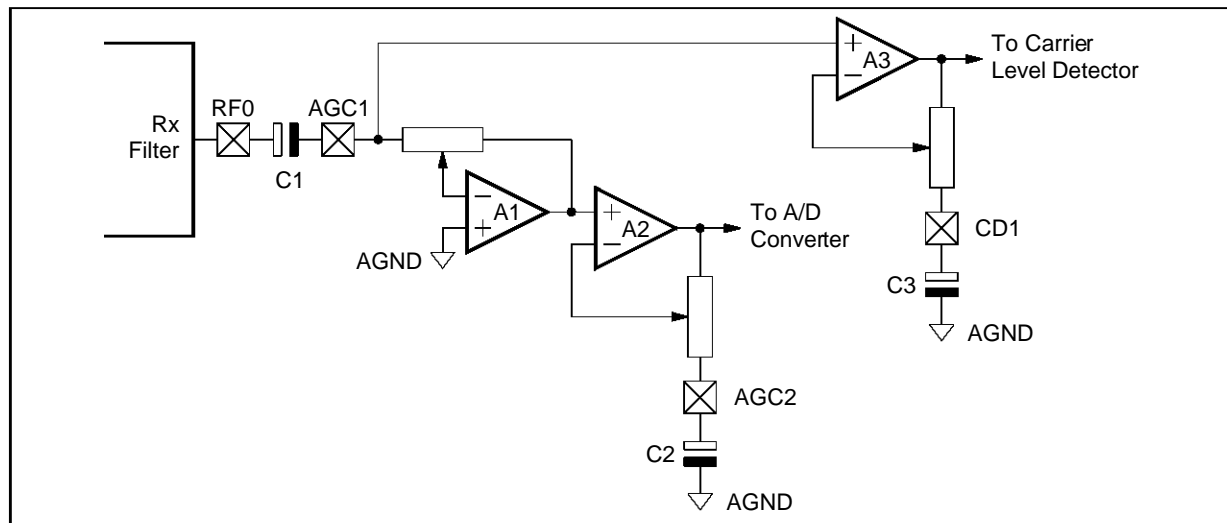 To Carrier
Level Detector
+
A3
−
RF0
AGC1
Rx
Filter
C1
−
A1
+
+
A2
−
To A/D
Converter
AGND
CD1
C3
AGND
AGC2
C2
AGND